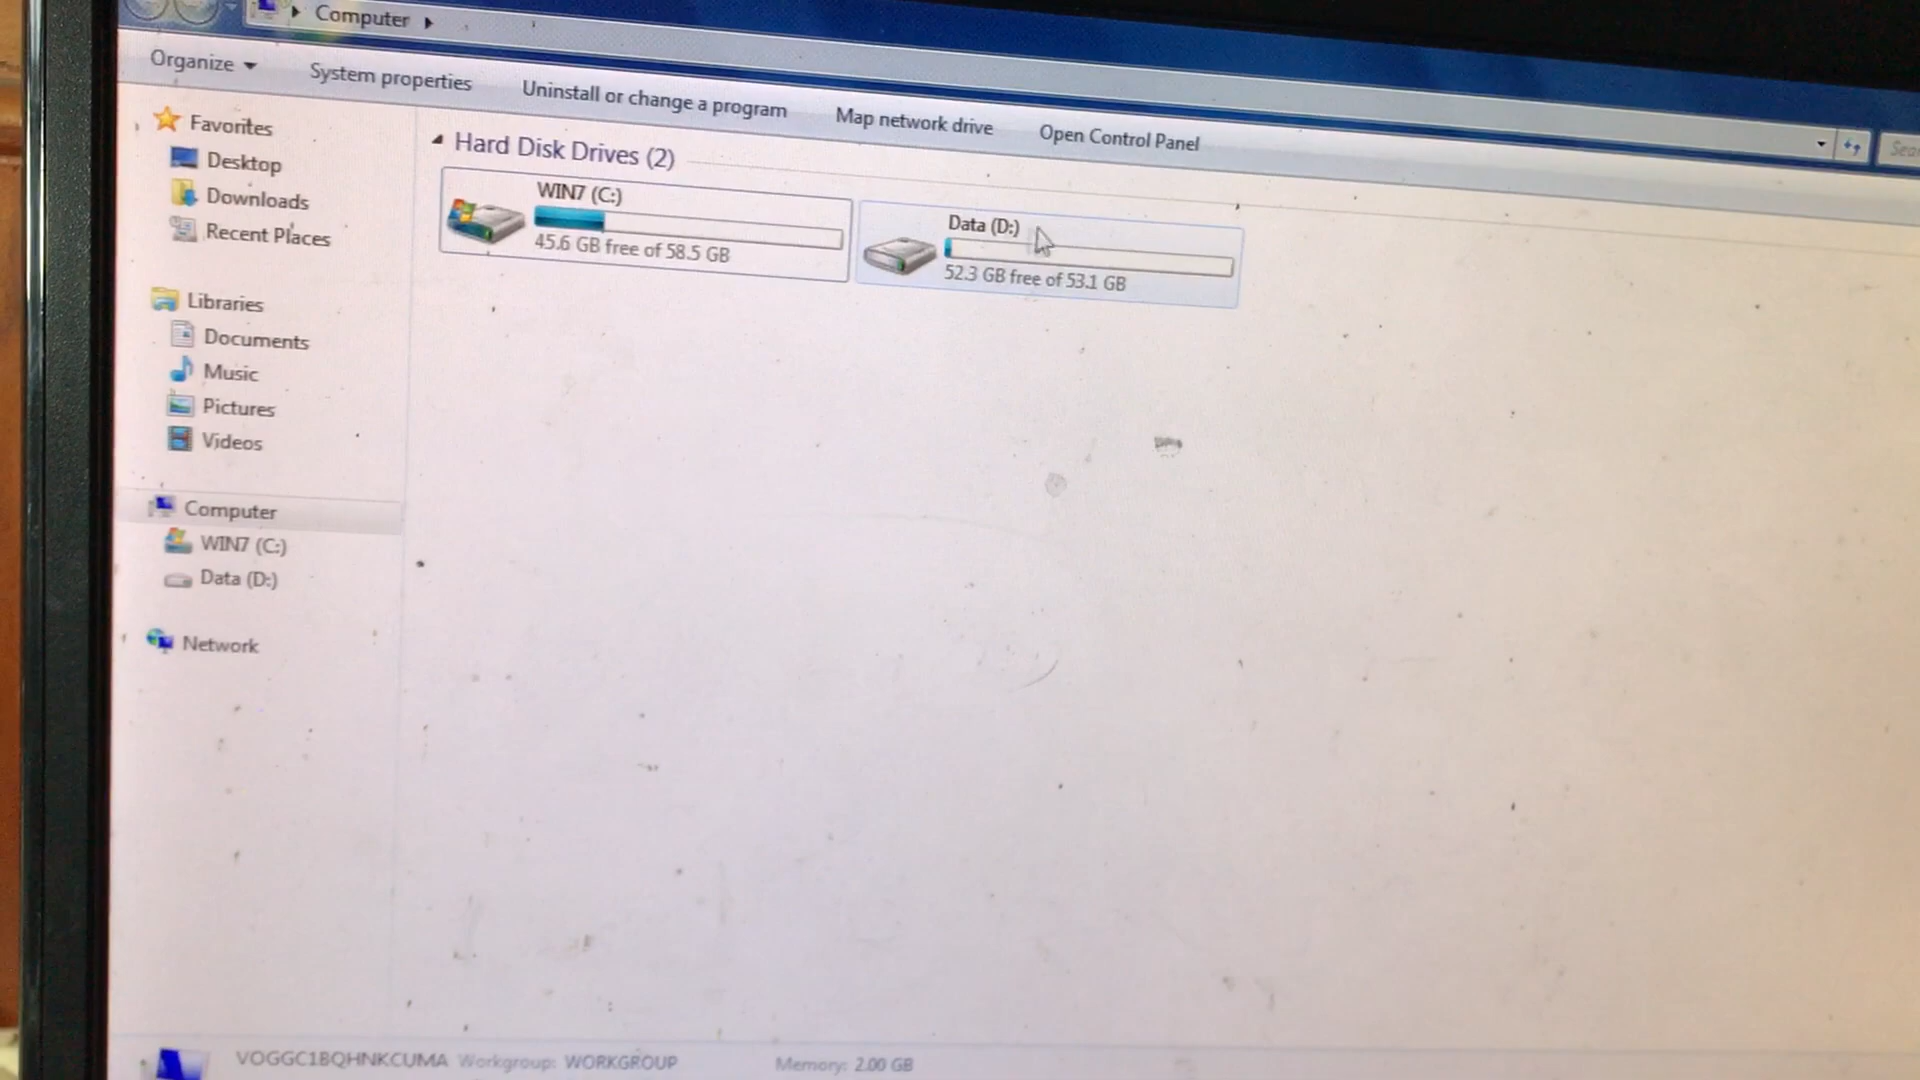 Computer
Organize
System properties
Uninstall or change a program
Map network drive
Open Control Panel
Favorites
Desktop
Downloads
Recent Places
Libraries
Documents
Music
Pictures
Videos
Computer
WIN7 (C:)
Data (D:)
Network
Hard Disk Drives (2)
WIN7 (C:)
45.6 GB free of 58.5 GB
Data (D:)
52.3 GB free of 53.1 GB
VOGGC1BQHNKCUMA Workgroup: WORKGROUP Memory: 2.00 GB